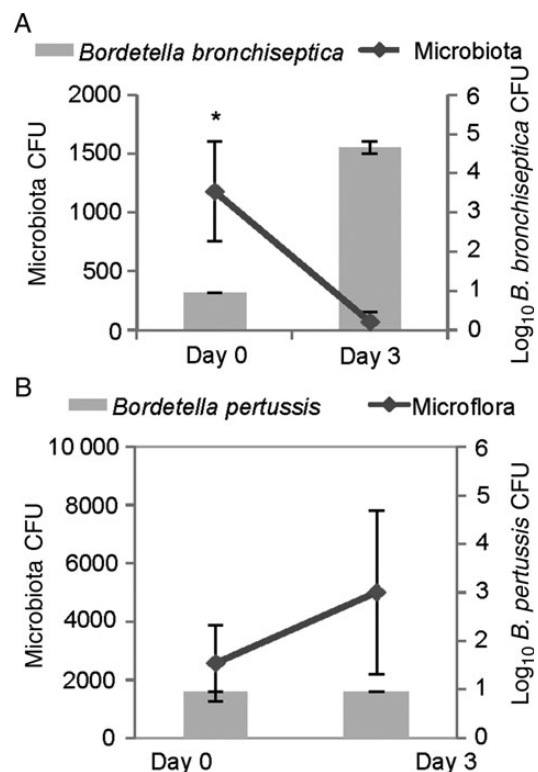 A
Bordetella bronchiseptica Microbiota
2000
1500
1000
500
0
Microbiota CFU
*
6
5
4
3
2
1
0
Log10 B. bronchiseptica CFU
Day 0 Day 3
B
Bordetella pertussis Microflora
10 000
8000
6000
4000
2000
0
Microbiota CFU
6
5
4
3
2
1
0
Log10 B. pertussis CFU
Day 0 Day 3